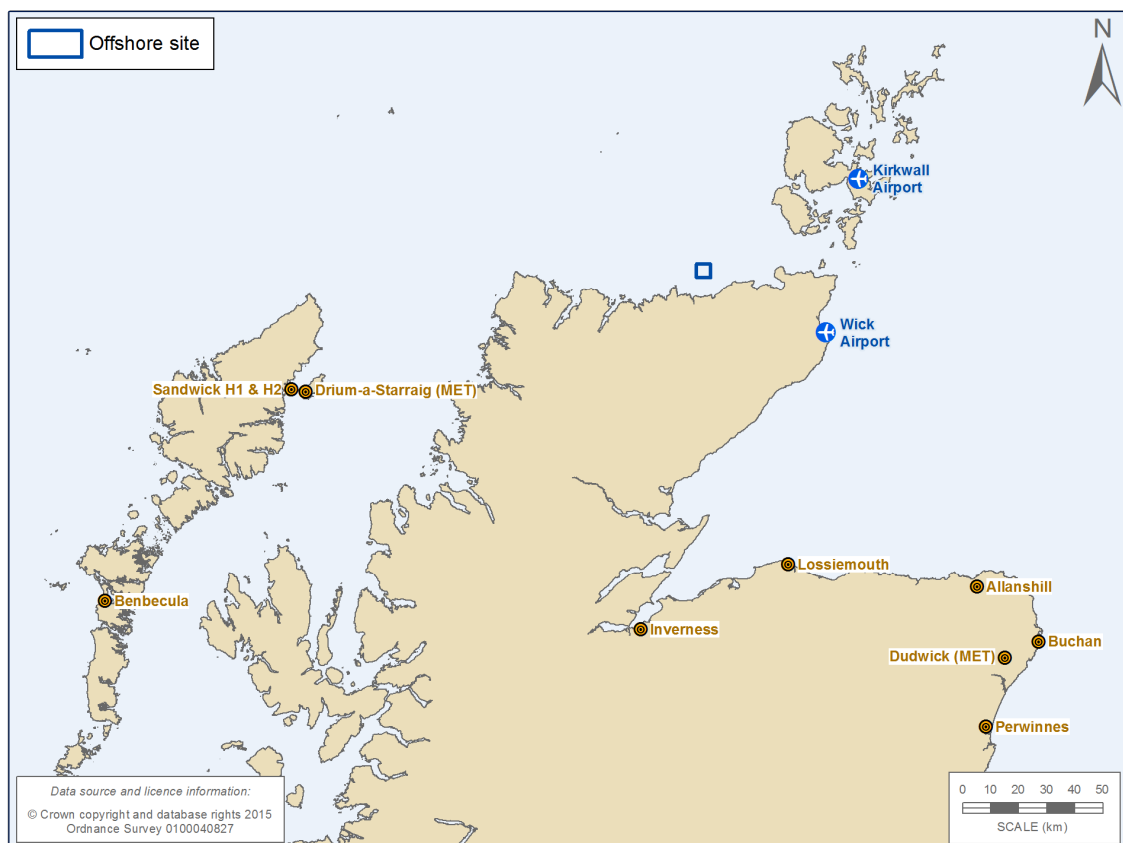 Offshore site
N
Kirkwall
Airport
Wick
Airport
Sandwick H1 & H2
Drium-a-Starraig (MET)
Lossiemouth
Allanshill
Benbecula
Inverness
Buchan
Dudwick (MET)
Perwinnes
Data source and licence information:
© Crown copyright and database rights 2015
Ordnance Survey 0100040827
0 10 20 30 40 50
SCALE (km)